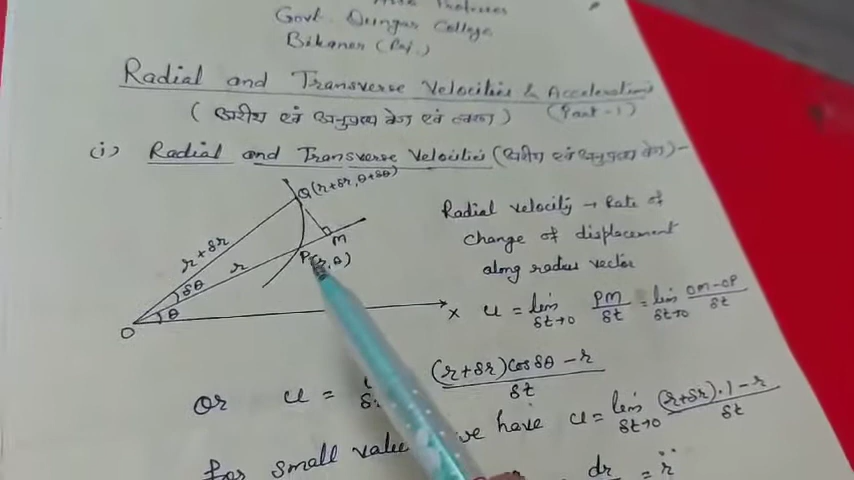 Govt. Dungar College
Bikaner (Raj.)
Radial and Transverse Velocities & Accelerations
(अरीय एवं अनुप्रस्थ वेग एवं त्वरण) (Part-1)
(i) Radial and Transverse Velocities (अरीय एवं अनुप्रस्थ वेग) -
Q(r+δr, θ+δθ)
r+δr
r
M
P(r, θ)
δθ
θ
O
X
Radial velocity → Rate of
change of displacement
along radius vector
u = lim δt→0 PM/δt = lim δt→0 OM-OP/δt
or u = (r+δr)cosδθ - r/δt
For small value we have u = lim δt→0 (r+δr).1-r/δt
dr =